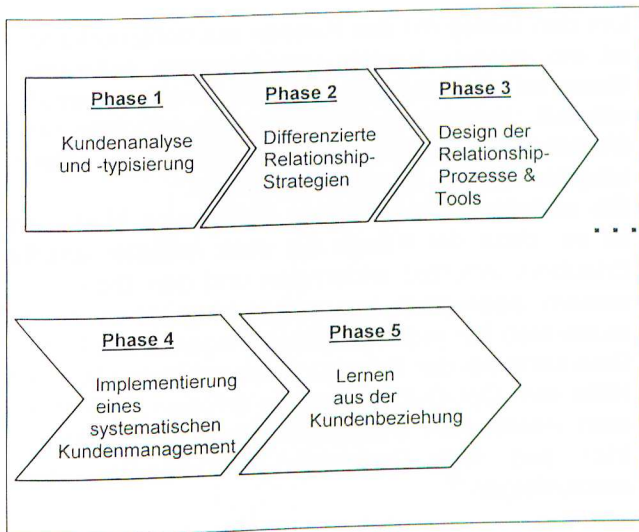 Phase 1
Kundenanalyse
und -typisierung
Phase 2
Differenzierte
Relationship-
Strategien
Phase 3
Design der
Relationship-
Prozesse &
Tools
. . .
Phase 4
Implementierung
eines
systematischen
Kundenmanagement
Phase 5
Lernen
aus der
Kundenbeziehung